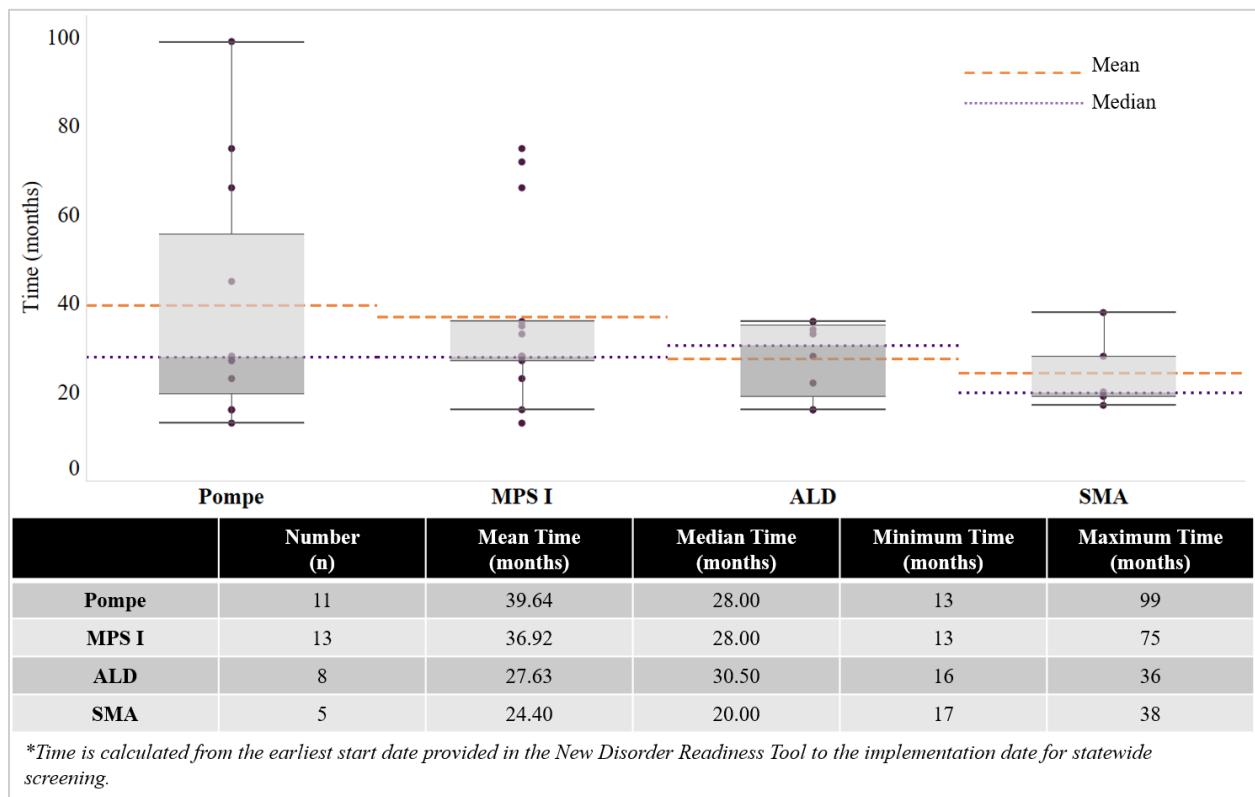 100
Mean
Median
80
60
Time (months)
40
20
0
Pompe MPS I ALD SMA
Number (n) Mean Time (months) Median Time (months) Minimum Time (months) Maximum Time (months)
Pompe 11 39.64 28.00 13 99
MPS I 13 36.92 28.00 13 75
ALD 8 27.63 30.50 16 36
SMA 5 24.40 20.00 17 38
*Time is calculated from the earliest start date provided in the New Disorder Readiness Tool to the implementation date for statewide
screening.